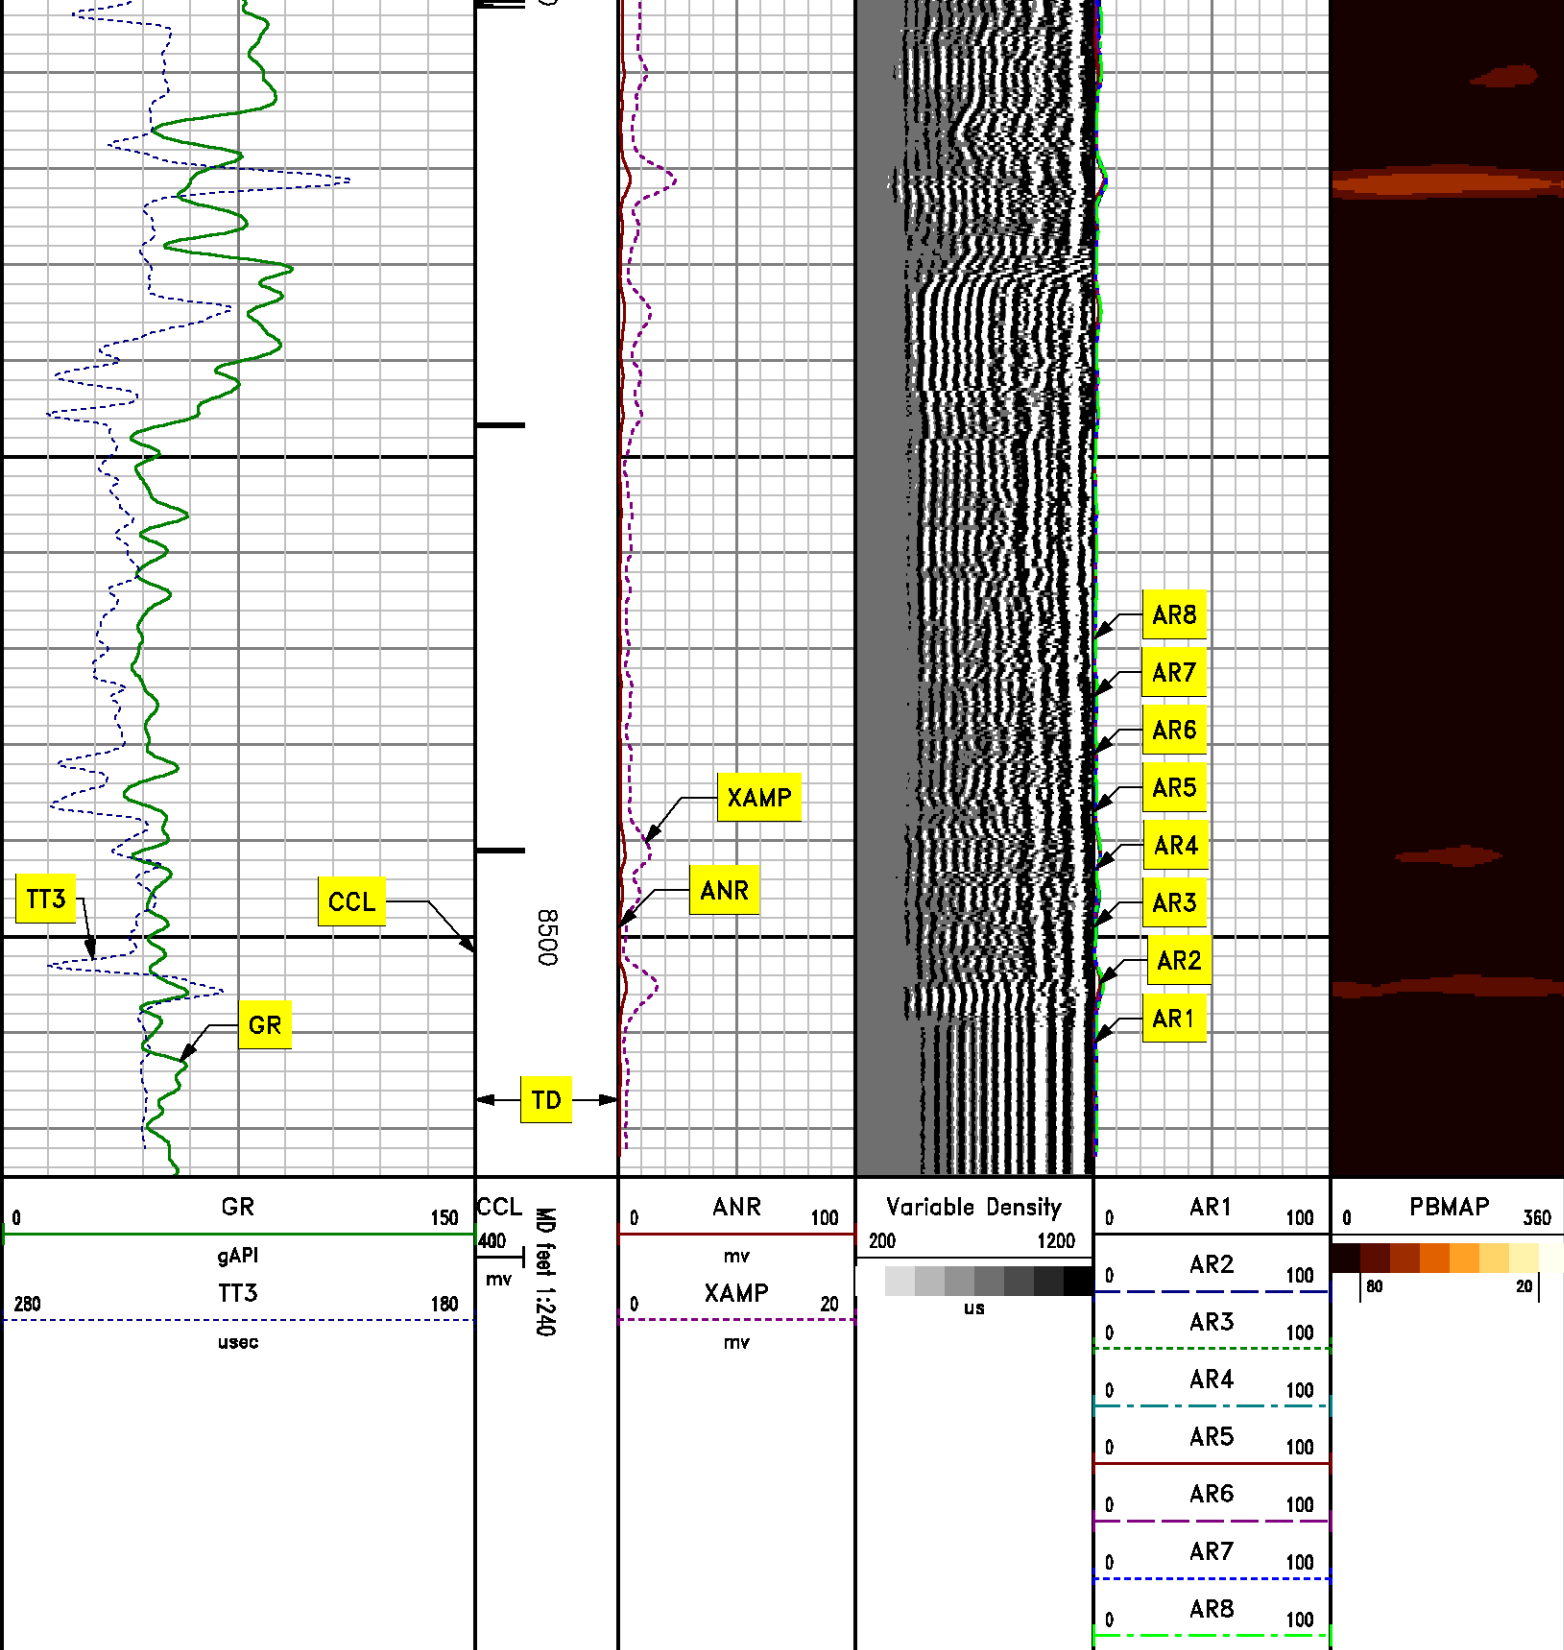 AR8
AR7
AR6
AR5
XAMP
AR4
ANR
TT3
CCL
AR3
8500
AR2
AR1
GR
TD
0 GR 150
gAPI
TT3
280 180
usec
CCL
400
mv
MD feet 1:240
0 ANR 100
mv
XAMP
0 20
mv
Variable Density
200 1200
us
0 AR1 100
0 AR2 100
0 AR3 100
0 AR4 100
0 AR5 100
0 AR6 100
0 AR7 100
0 AR8 100
0 PBMAP 360
80 20